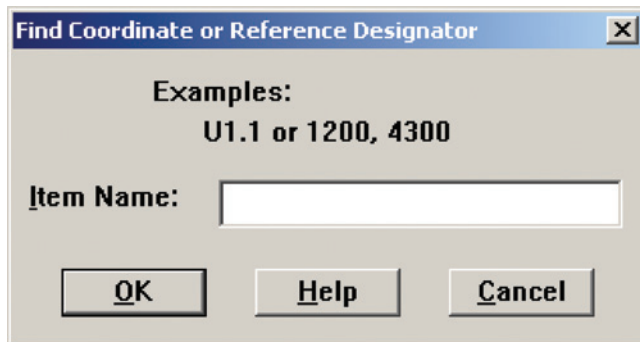 Find Coordinate or Reference Designator
Examples:
U1.1 or 1200, 4300
Item Name:
OK Help Cancel